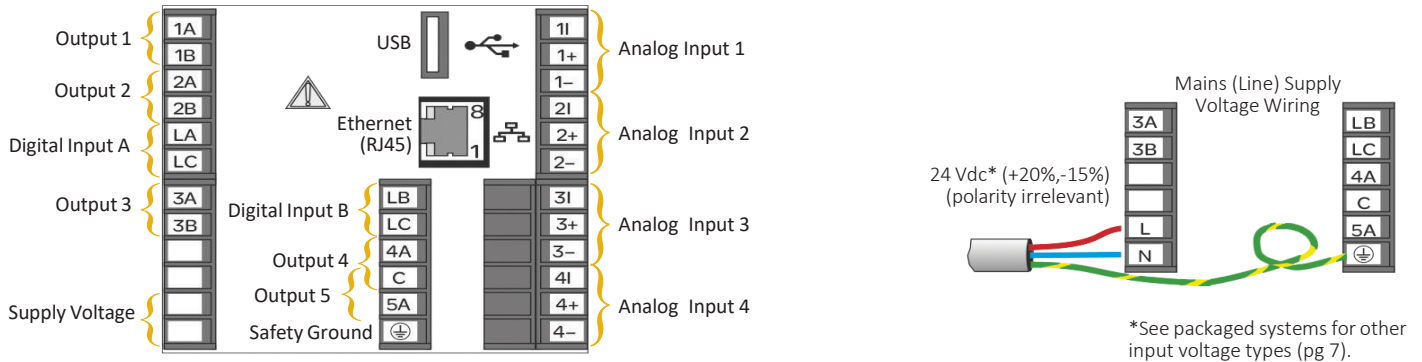 Output 1
Output 2
Digital Input A
Output 3
Supply Voltage
1A
1B
2A
2B
LA
LC
3A
3B
USB
Ethernet
(RJ45)
8
1
Digital Input B
Output 4
Output 5
Safety Ground
LB
LC
4A
C
5A
1I
1+
1–
2I
2+
2–
3I
3+
3–
4I
4+
4–
Analog Input 1
Analog Input 2
Analog Input 3
Analog Input 4
Mains (Line) Supply
Voltage Wiring
24 Vdc* (+20%,-15%)
(polarity irrelevant)
3A
3B
L
N
LB
LC
4A
C
5A
*See packaged systems for other
input voltage types (pg 7).